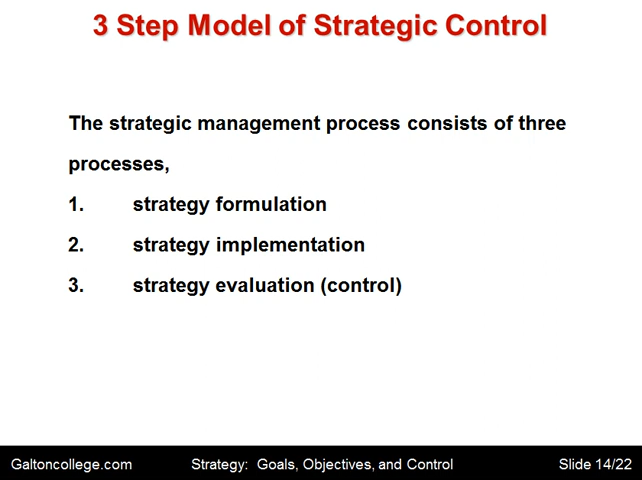 3 Step Model of Strategic Control
The strategic management process consists of three
processes,
1. strategy formulation
2. strategy implementation
3. strategy evaluation (control)
Galtoncollege.com Strategy: Goals, Objectives, and Control Slide 14/22